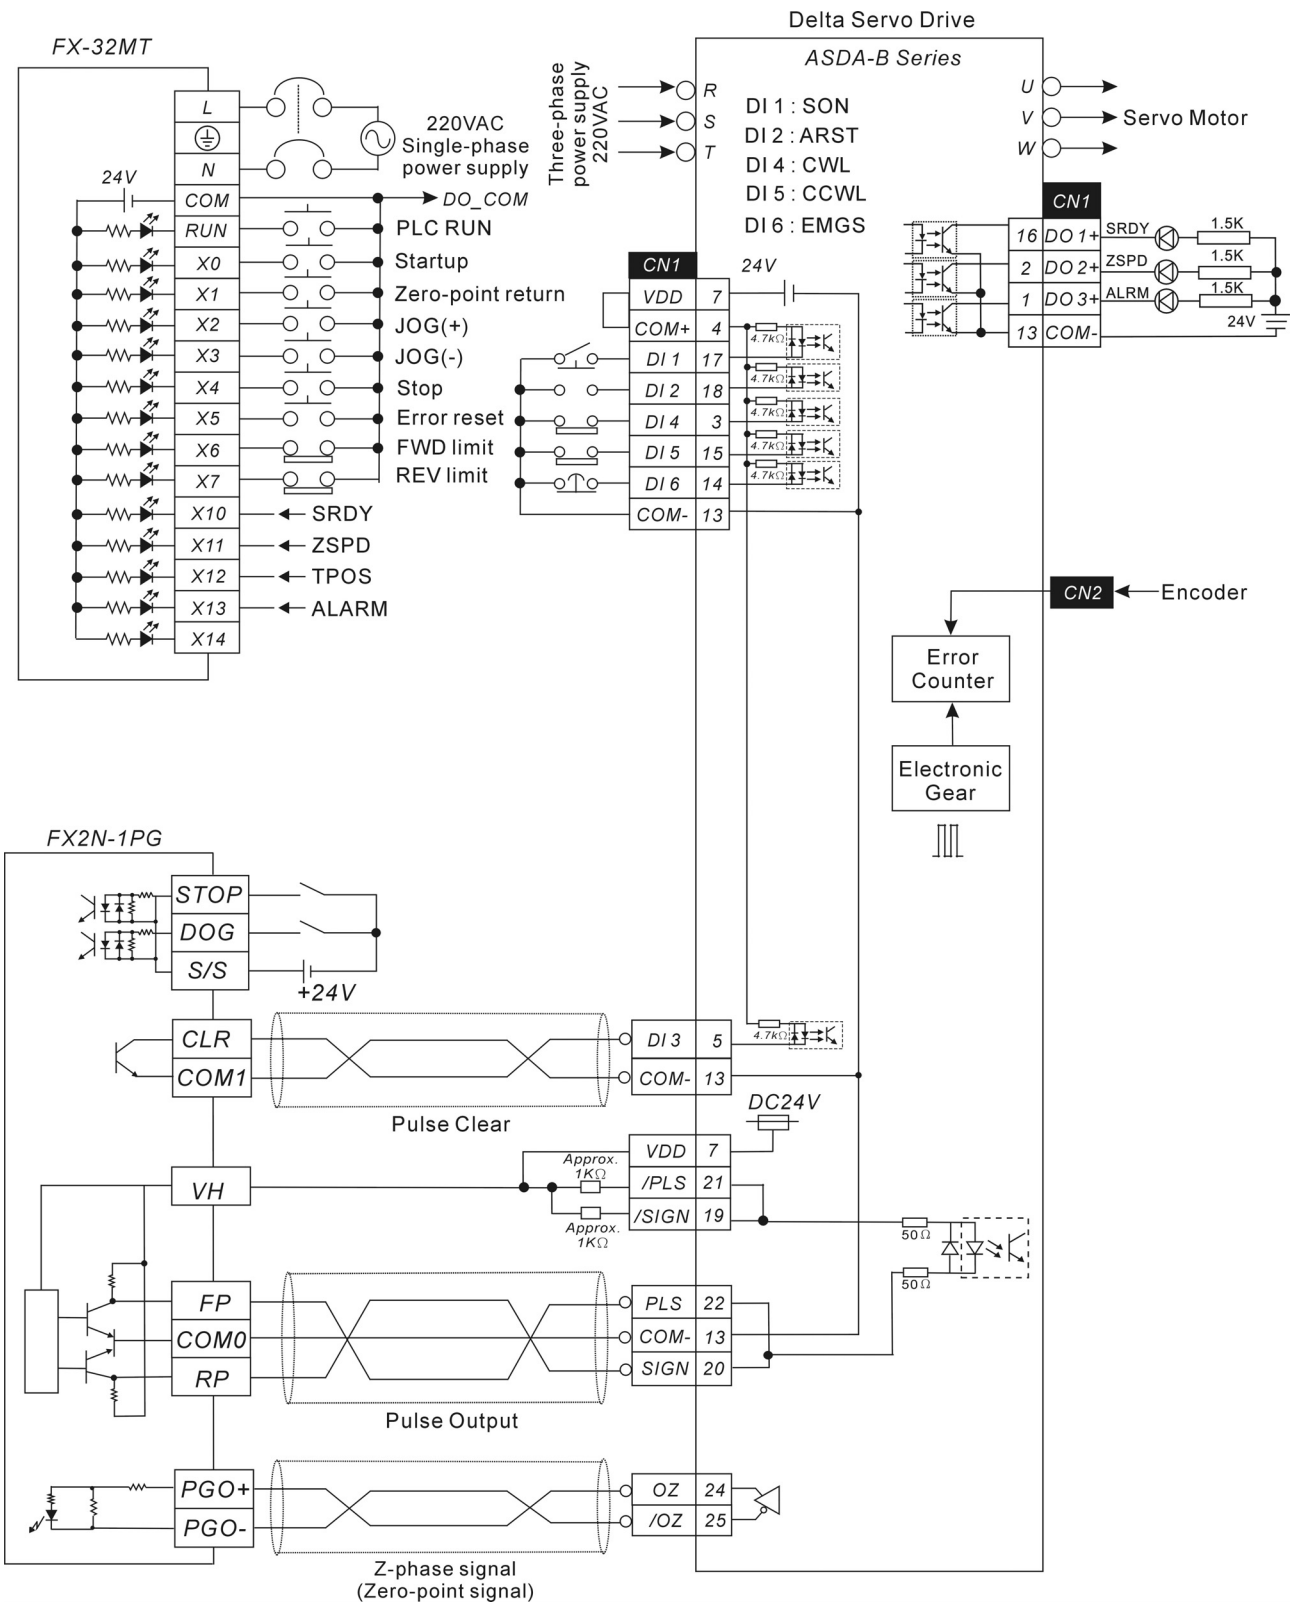 Delta Servo Drive
ASDA-B Series
FX-32MT
L
N
220VAC
Single-phase
power supply
24V
COM
DO_COM
RUN
PLC RUN
X0
Startup
X1
Zero-point return
X2
JOG(+)
X3
JOG(-)
X4
Stop
X5
Error reset
X6
FWD limit
X7
REV limit
X10
SRDY
X11
ZSPD
X12
TPOS
X13
ALARM
X14
Three-phase
power supply
220VAC
R
S
T
DI 1 : SON
DI 2 : ARST
DI 4 : CWL
DI 5 : CCWL
DI 6 : EMGS
U
V
W
Servo Motor
CN1
16 DO 1+ SRDY 1.5K
2 DO 2+ ZSPD 1.5K
1 DO 3+ ALRM 1.5K
13 COM- 24V
CN1
24V
VDD 7
COM+ 4
4.7kΩ
DI 1 17
4.7kΩ
DI 2 18
4.7kΩ
DI 4 3
4.7kΩ
DI 5 15
4.7kΩ
DI 6 14
COM- 13
CN2
Encoder
Error
Counter
Electronic
Gear
FX2N-1PG
STOP
DOG
S/S
+24V
CLR
COM1
Pulse Clear
DI 3 5
4.7kΩ
COM- 13
DC24V
VH
Approx.
1KΩ
Approx.
1KΩ
VDD 7
/PLS 21
/SIGN 19
50Ω
50Ω
FP
COM0
RP
Pulse Output
PLS 22
COM- 13
SIGN 20
PGO+
PGO-
OZ 24
/OZ 25
Z-phase signal
(Zero-point signal)